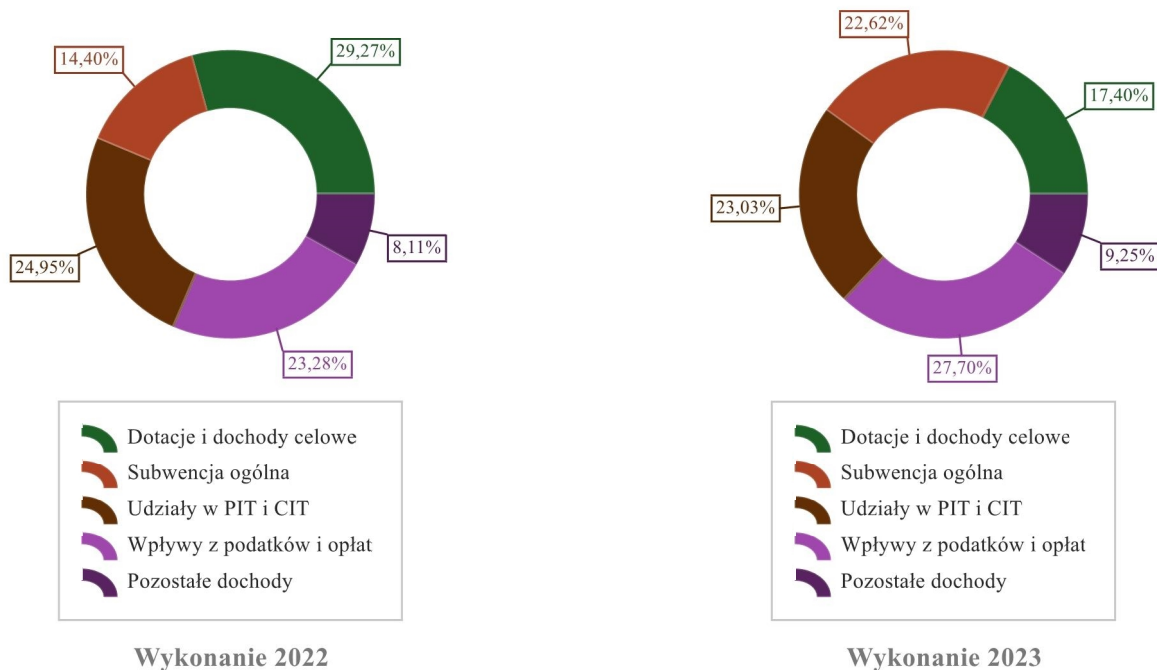 29,27%
14,40%
24,95%
8,11%
23,28%
Dotacje i dochody celowe
Subwencja ogólna
Udziały w PIT i CIT
Wpływy z podatków i opłat
Pozostałe dochody
Wykonanie 2022
22,62%
17,40%
23,03%
9,25%
27,70%
Dotacje i dochody celowe
Subwencja ogólna
Udziały w PIT i CIT
Wpływy z podatków i opłat
Pozostałe dochody
Wykonanie 2023